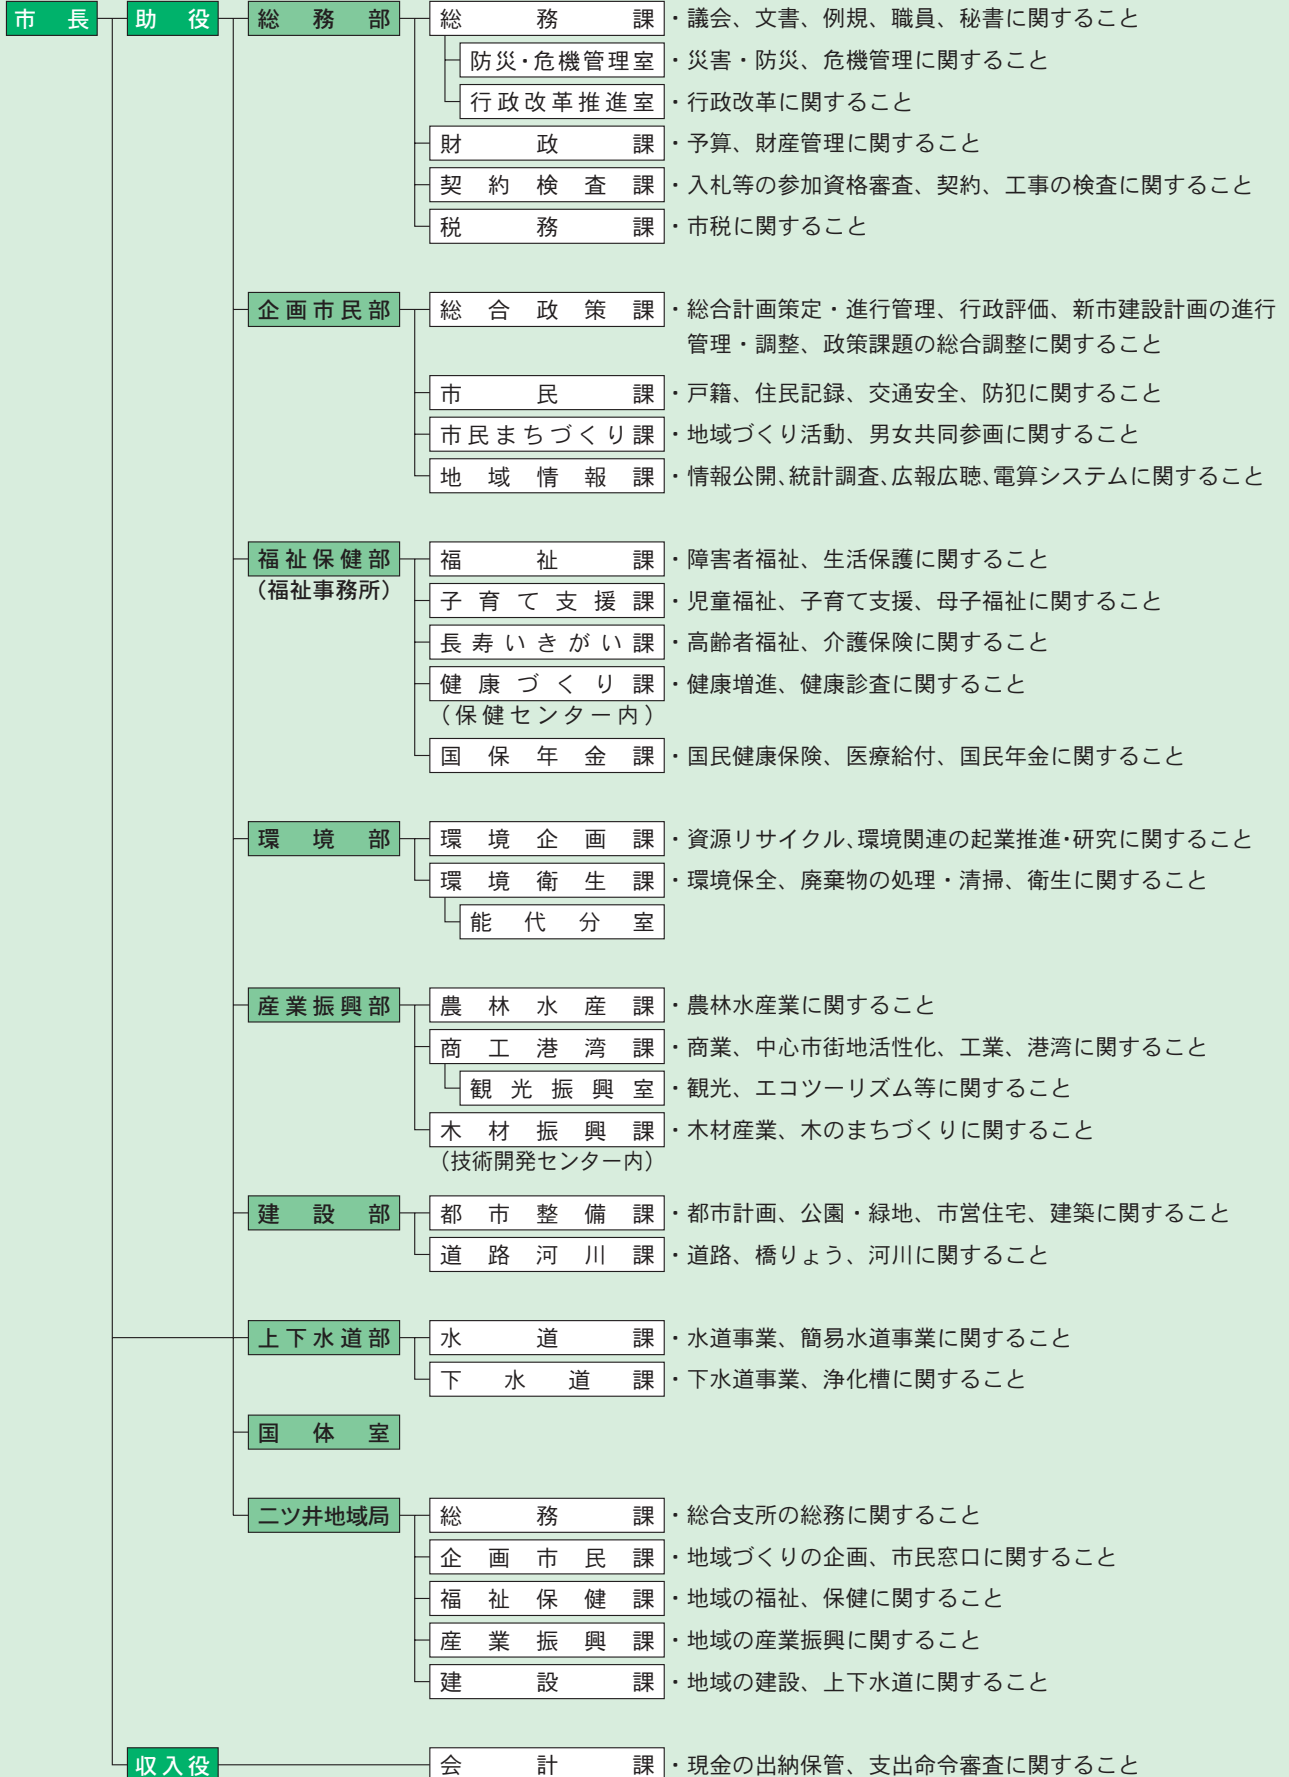 市長 助役 総務部 総務課 ・議会、文書、例規、職員、秘書に関すること
防災・危機管理室 ・災害・防災、危機管理に関すること
行政改革推進室 ・行政改革に関すること
財政課 ・予算、財産管理に関すること
契約検査課 ・入札等の参加資格審査、契約、工事の検査に関すること
税務課 ・市税に関すること
企画市民部 総合政策課 ・総合計画策定・進行管理、行政評価、新市建設計画の進行
管理・調整、政策課題の総合調整に関すること
市民課 ・戸籍、住民記録、交通安全、防犯に関すること
市民まちづくり課 ・地域づくり活動、男女共同参画に関すること
地域情報課 ・情報公開、統計調査、広報広聴、電算システムに関すること
福祉保健部 福祉課 ・障害者福祉、生活保護に関すること
(福祉事務所) 子育て支援課 ・児童福祉、子育て支援、母子福祉に関すること
長寿いきがい課 ・高齢者福祉、介護保険に関すること
健康づくり課 ・健康増進、健康診査に関すること
(保健センター内)
国保年金課 ・国民健康保険、医療給付、国民年金に関すること
環境部 環境企画課 ・資源リサイクル、環境関連の起業推進・研究に関すること
環境衛生課 ・環境保全、廃棄物の処理・清掃、衛生に関すること
能代分室
産業振興部 農林水産課 ・農林水産業に関すること
商工港湾課 ・商業、中心市街地活性化、工業、港湾に関すること
観光振興室 ・観光、エコツーリズム等に関すること
木材振興課 ・木材産業、木のまちづくりに関すること
(技術開発センター内)
建設部 都市整備課 ・都市計画、公園・緑地、市営住宅、建築に関すること
道路河川課 ・道路、橋りょう、河川に関すること
上下水道部 水道課 ・水道事業、簡易水道事業に関すること
下水道課 ・下水道事業、浄化槽に関すること
国体室
二ツ井地域局 総務課 ・総合支所の総務に関すること
企画市民課 ・地域づくりの企画、市民窓口に関すること
福祉保健課 ・地域の福祉、保健に関すること
産業振興課 ・地域の産業振興に関すること
建設課 ・地域の建設、上下水道に関すること
収入役 会計課 ・現金の出納保管、支出命令審査に関すること